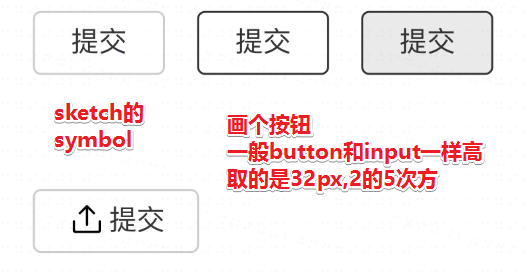 提交 提交 提交
sketch的
symbol
画个按钮
一般button和input一样高
取的是32px,2的5次方
提交